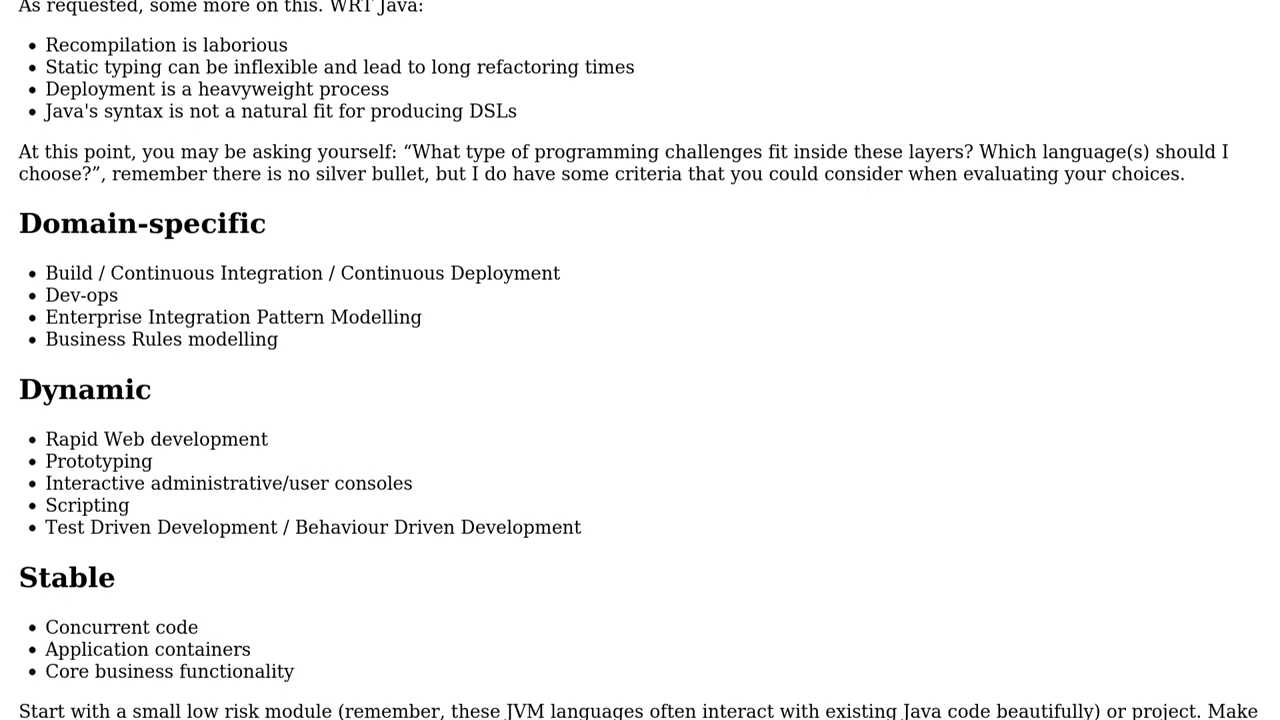 As requested, some more on this. WRT Java:
Recompilation is laborious
Static typing can be inflexible and lead to long refactoring times
Deployment is a heavyweight process
Java's syntax is not a natural fit for producing DSLs
At this point, you may be asking yourself: “What type of programming challenges fit inside these layers? Which language(s) should I
choose?”, remember there is no silver bullet, but I do have some criteria that you could consider when evaluating your choices.
Domain-specific
Build / Continuous Integration / Continuous Deployment
Dev-ops
Enterprise Integration Pattern Modelling
Business Rules modelling
Dynamic
Rapid Web development
Prototyping
Interactive administrative/user consoles
Scripting
Test Driven Development / Behaviour Driven Development
Stable
Concurrent code
Application containers
Core business functionality
Start with a small low risk module (remember, these JVM languages often interact with existing Java code beautifully) or project. Make